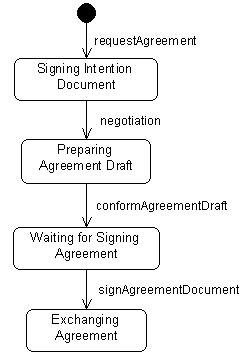 requestAgreement
Signing Intention
Document
negotiation
Preparing
Agreement Draft
conformAgreementDraft
Waiting for Signing
Agreement
signAgreementDocument
Exchanging
Agreement